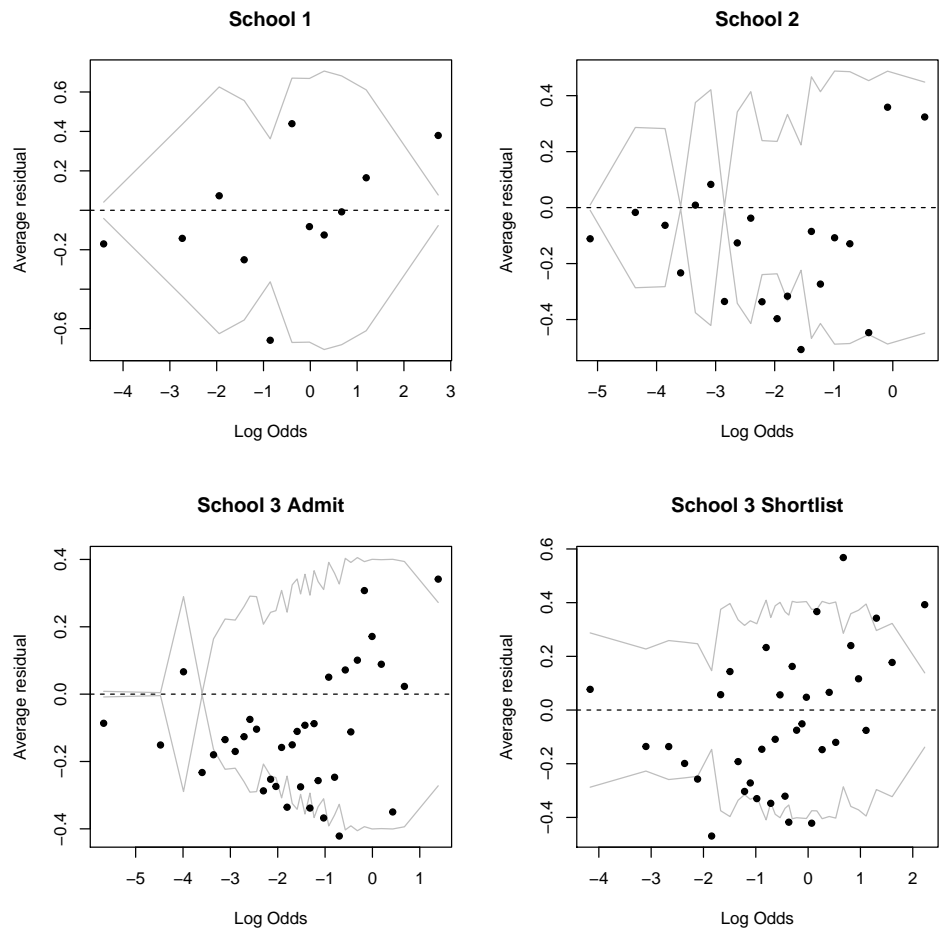 School 1
0.6
0.4
0.2
−0.2
−0.6
Average residual
−4 −3 −2 −1 0 1 2 3
Log Odds
School 2
0.4
0.2
0.0
−0.2
−0.4
Average residual
−5 −4 −3 −2 −1 0
Log Odds
School 3 Admit
0.4
0.2
0.0
−0.2
−0.4
Average residual
−5 −4 −3 −2 −1 0 1
Log Odds
School 3 Shortlist
0.6
0.4
0.2
0.0
−0.2
−0.4
Average residual
−4 −3 −2 −1 0 1 2
Log Odds